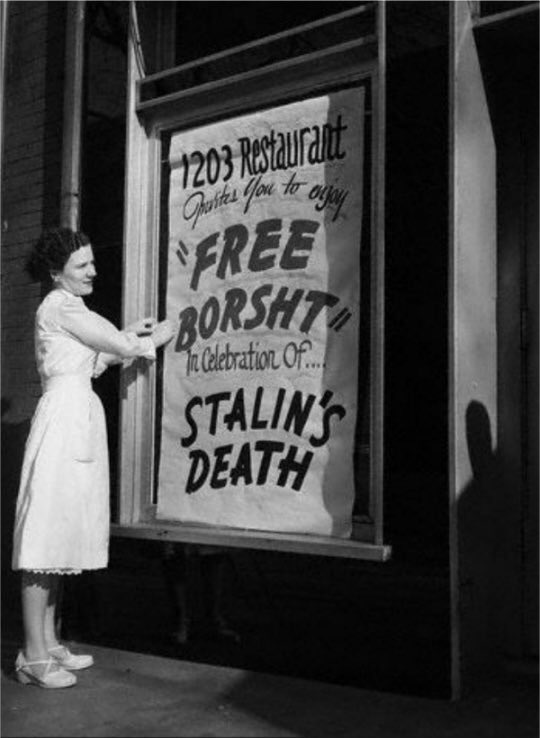 1203 Restaurant
Invites You to enjoy
"FREE
BORSHT"
In Celebration Of....
STALIN'S
DEATH